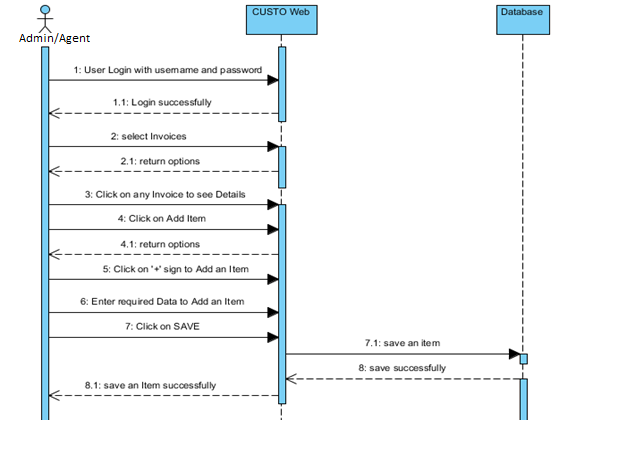 CUSTO Web
Database
Admin/Agent
1: User Login with username and password
1.1: Login successfully
2: select Invoices
2.1: return options
3: Click on any Invoice to see Details
4: Click on Add Item
4.1: return options
5: Click on '+' sign to Add an Item
6: Enter required Data to Add an Item
7: Click on SAVE
7.1: save an item
8: save successfully
8.1: save an Item successfully